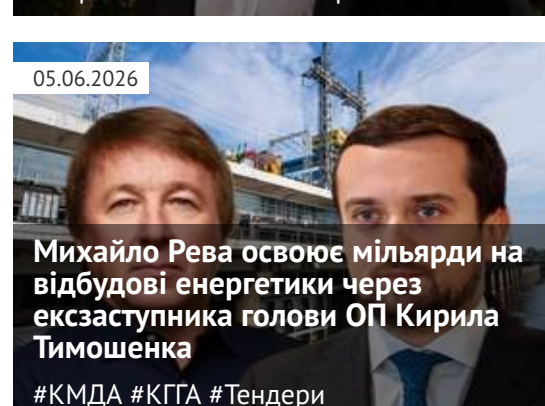 05.06.2026
Михайло Рева освоює мільярди на
відбудові енергетики через
ексзаступника голови ОП Кирила
Тимошенка
#КМДА #КГГА #Тендери